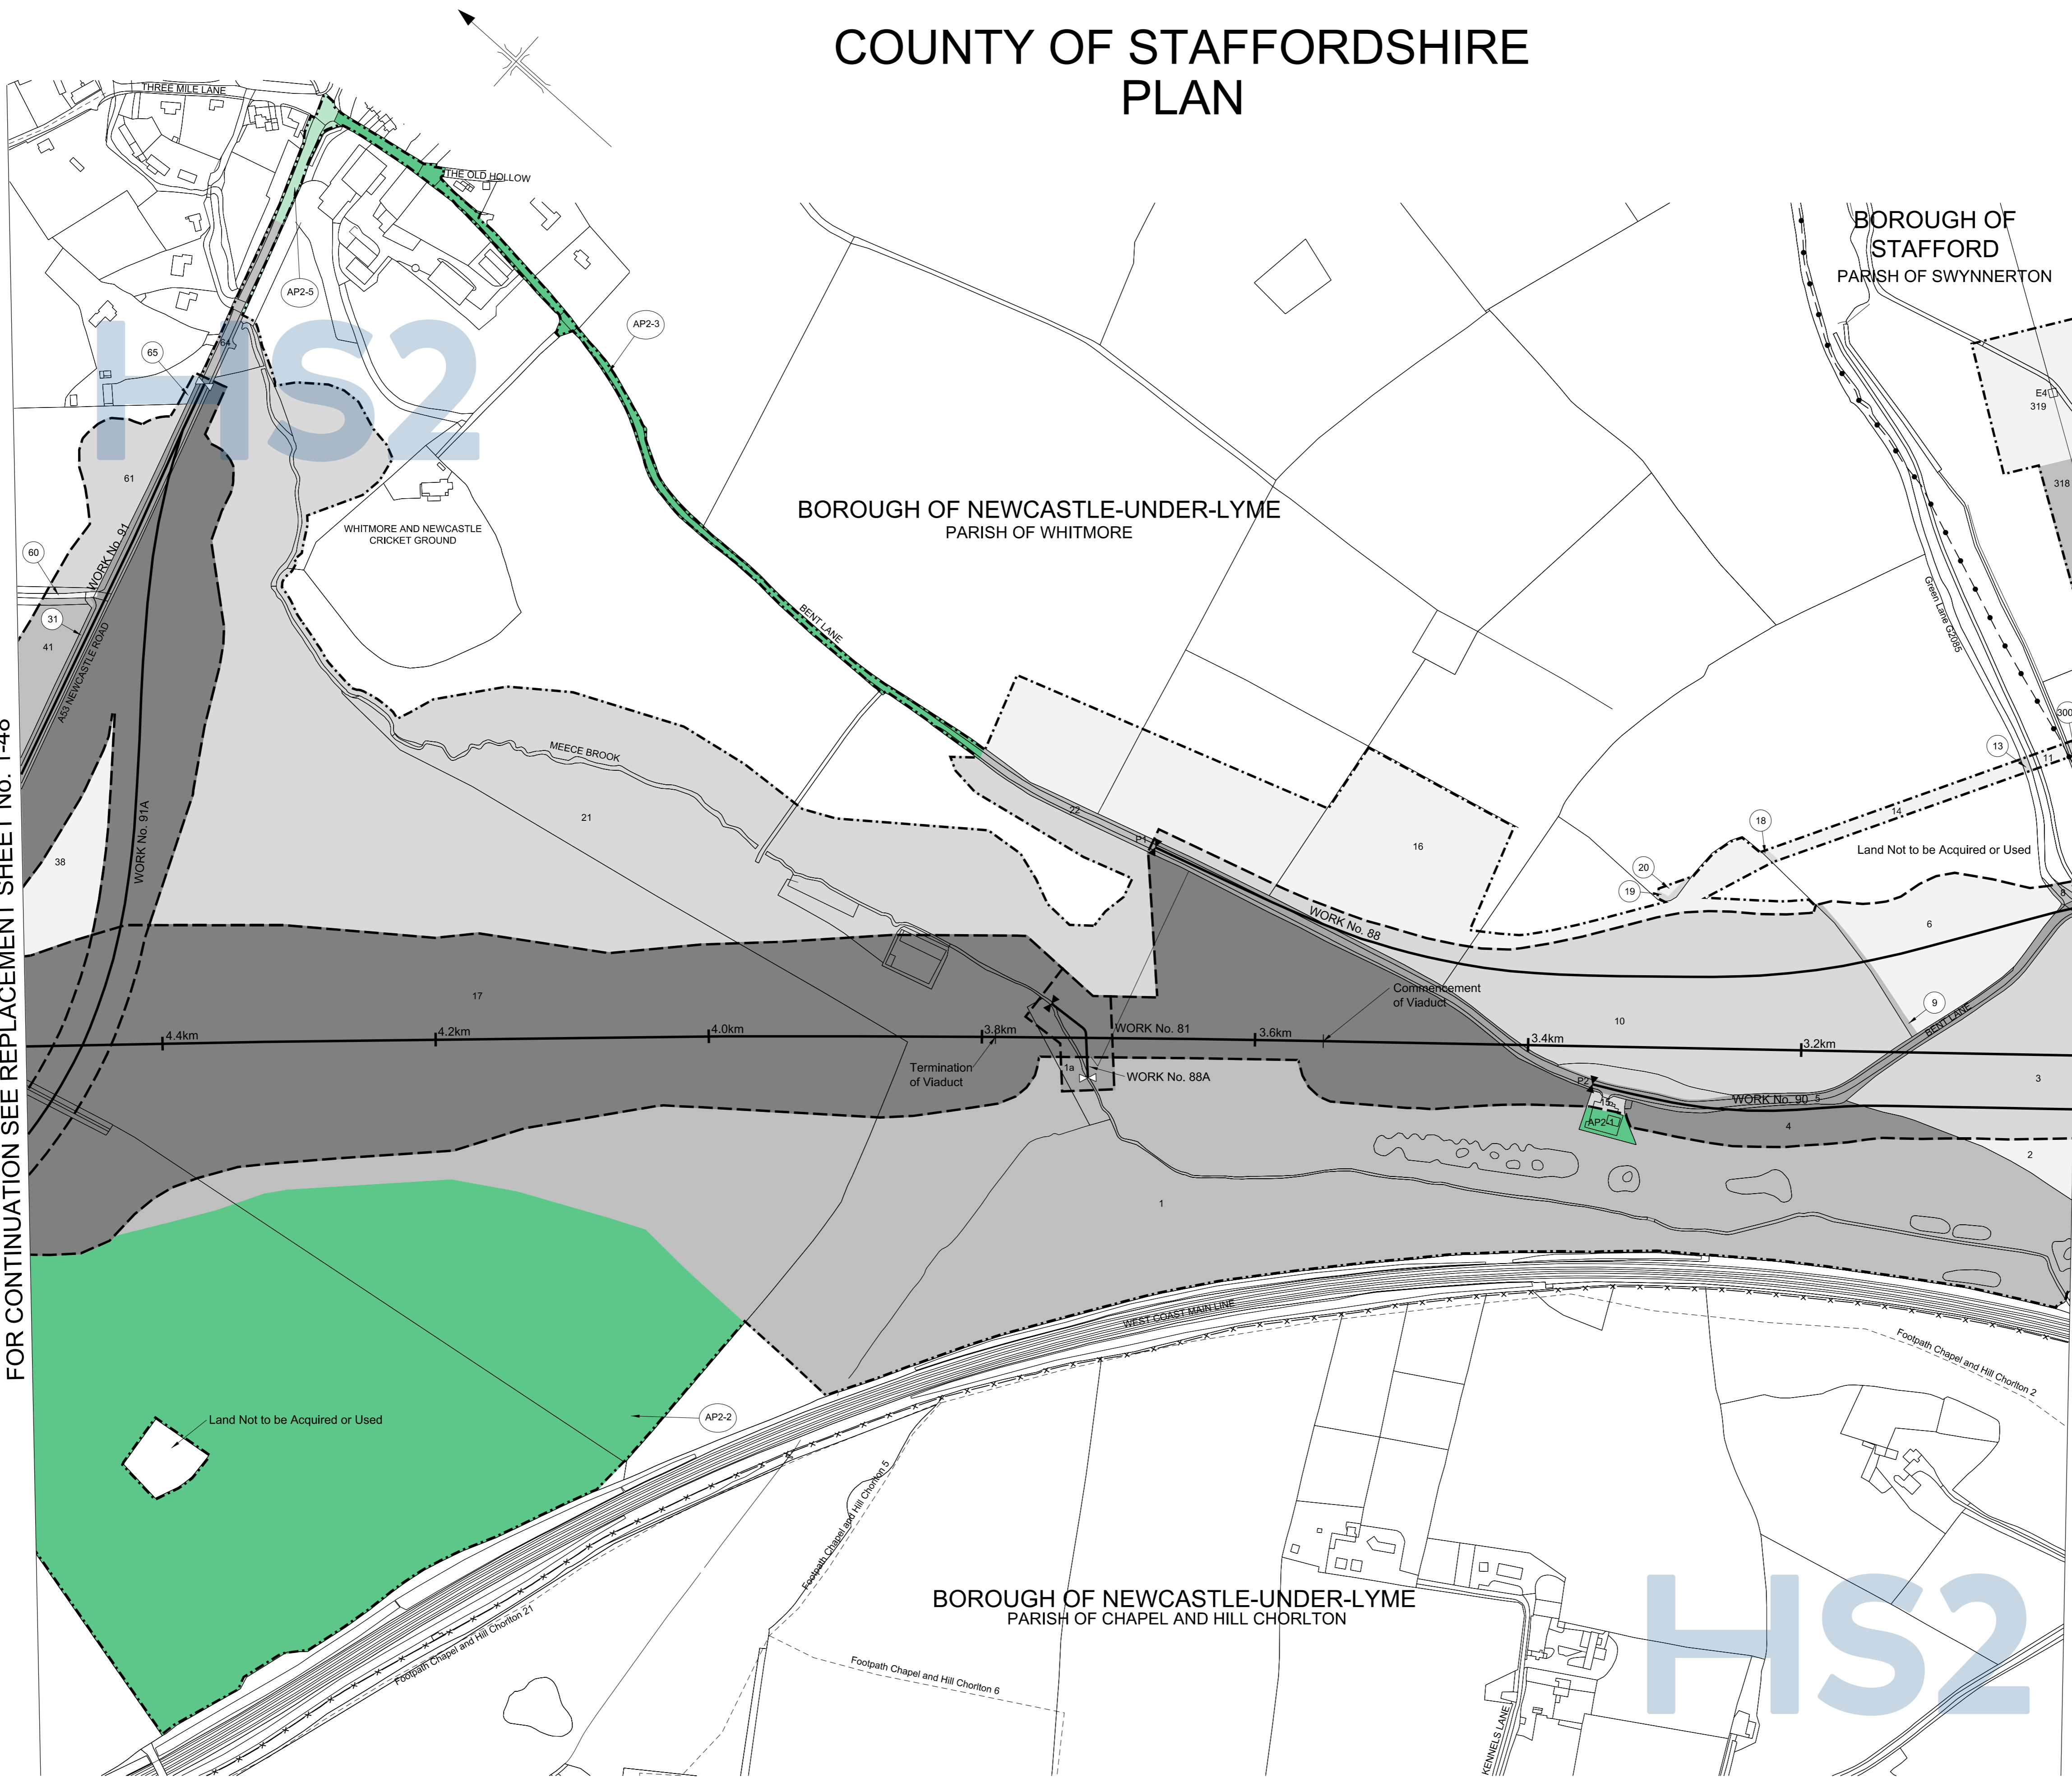 COUNTY OF STAFFORDSHIRE
PLAN
THREE MILE LANE
THE OLD HOLLOW
BOROUGH OF
STAFFORD
PARISH OF SWYNNERTON
AP2-5
AP2-3
HS2
64
65
E4
319
318
61
WORK No. 91
WHITMORE AND NEWCASTLE
CRICKET GROUND
BOROUGH OF NEWCASTLE-UNDER-LYME
PARISH OF WHITMORE
60
31
41
A53 NEWCASTLE ROAD
BENT LANE
Green Lane G2085
300
13
11
MEECE BROOK
14
22
21
P1
18
16
Land Not to be Acquired or Used
38
WORK No. 91A
20
19
8
WORK No. 88
6
17
Commencement
of Viaduct
9
10
BENT LANE
4.4km
4.2km
4.0km
3.8km
WORK No. 81
3.6km
3.4km
3.2km
Termination
of Viaduct
1a
WORK No. 88A
P2
3
15
WORK No. 90
5
AP2-1
4
2
1
FOR CONTINUATION SEE REPLACEMENT SHEET No. 1-48
WEST COAST MAIN LINE
Footpath Chapel and Hill Chorlton 2
AP2-2
Land Not to be Acquired or Used
Footpath Chapel and Hill Chorlton 5
BOROUGH OF NEWCASTLE-UNDER-LYME
PARISH OF CHAPEL AND HILL CHORLTON
Footpath Chapel and Hill Chorlton 21
Footpath Chapel and Hill Chorlton 6
KENNELS LANE
HS2